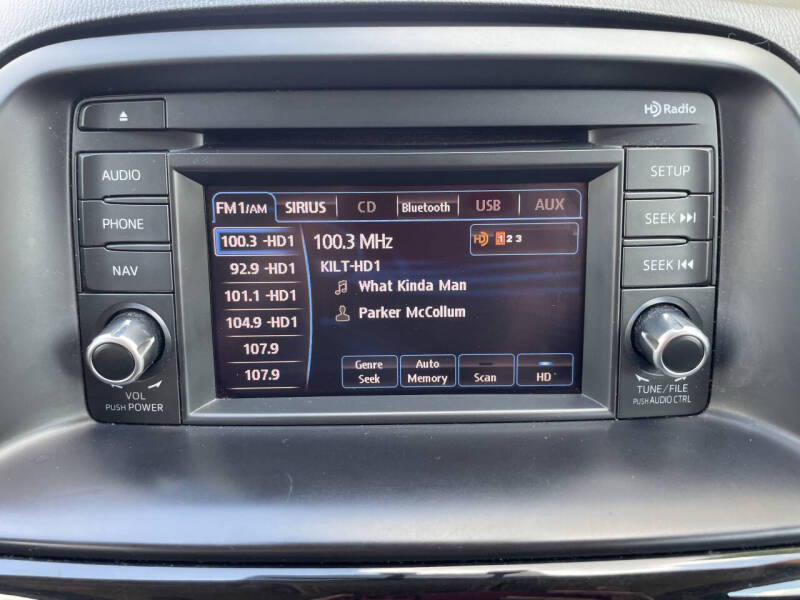 HD Radio
AUDIO
PHONE
NAV
VOL
PUSH POWER
FM1/AM SIRIUS CD Bluetooth USB AUX
100.3 -HD1
92.9 -HD1
101.1 -HD1
104.9 -HD1
107.9
107.9
100.3 MHz
HD 1 2 3
KILT-HD1
What Kinda Man
Parker McCollum
Genre Seek
Auto Memory
Scan
HD
SETUP
SEEK
SEEK
TUNE/FILE
PUSH AUDIO CTRL